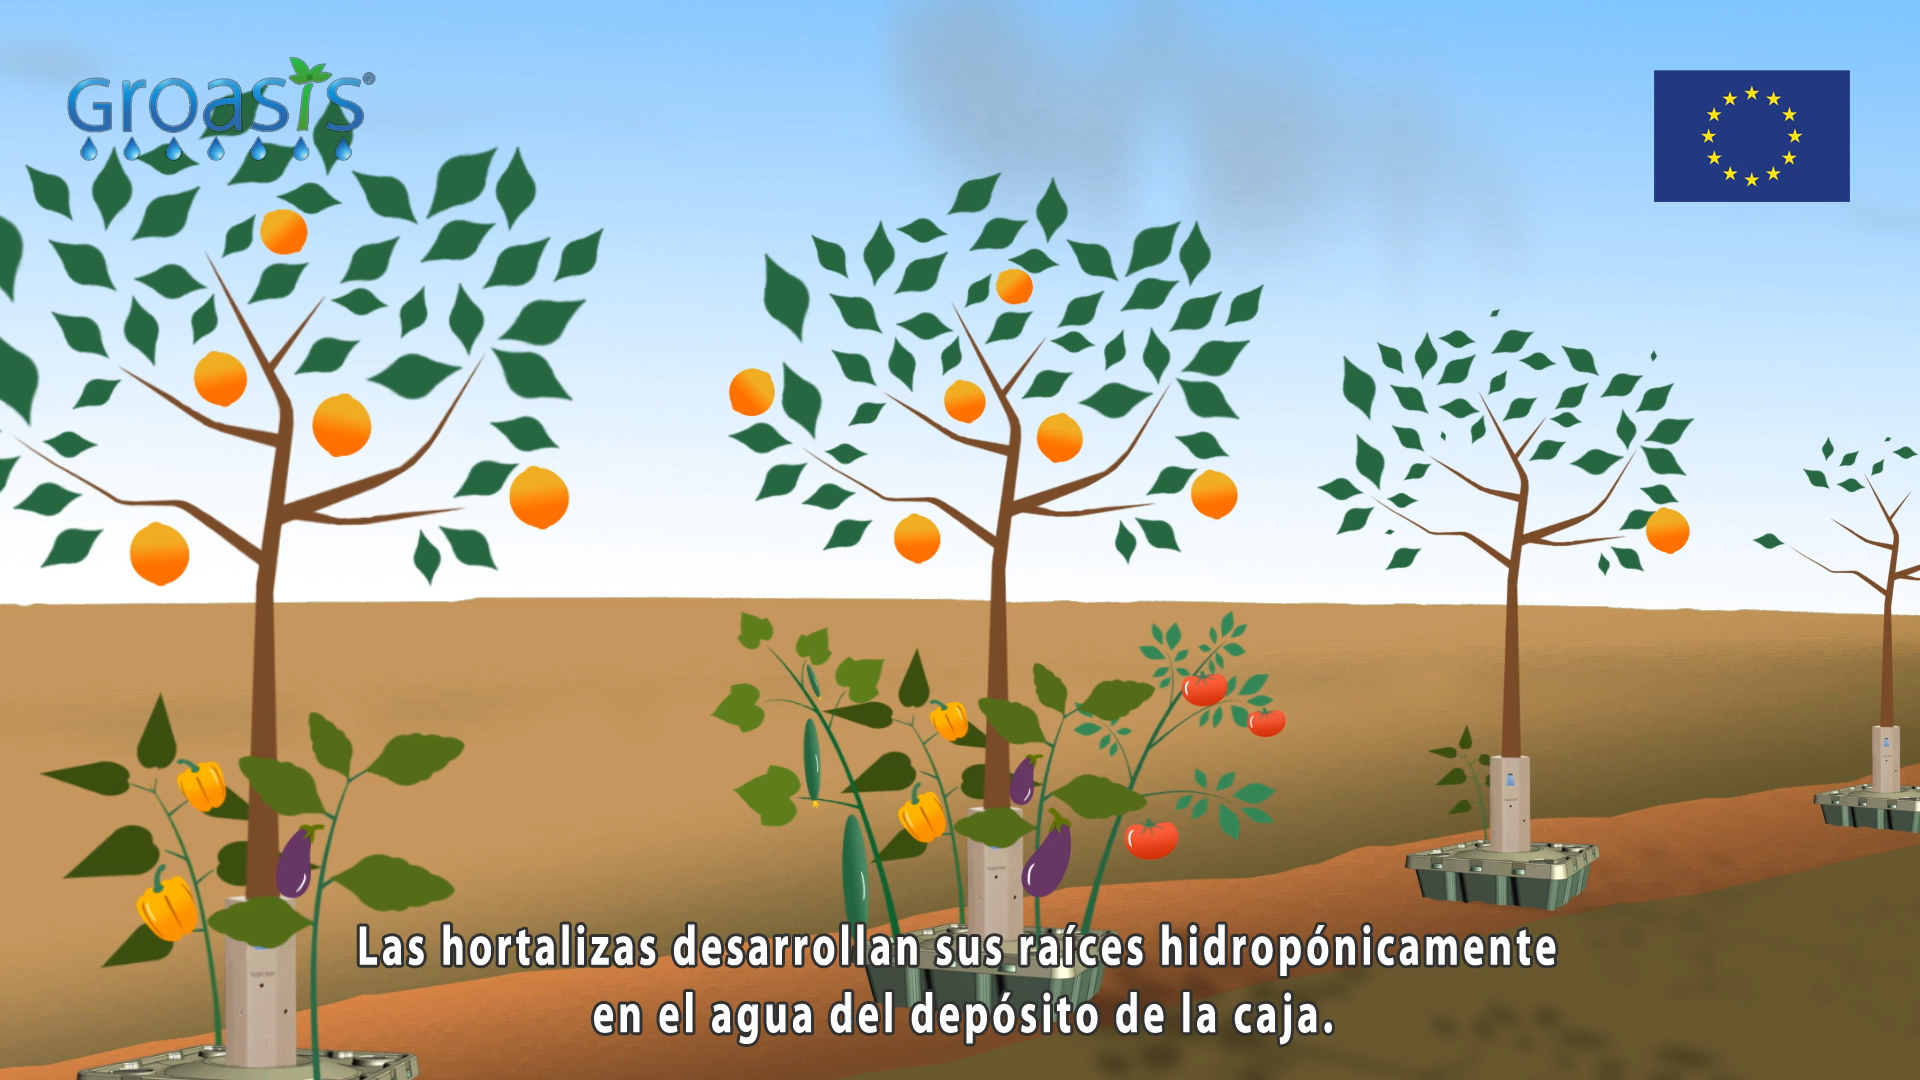 Groasis®
Las hortalizas desarrollan sus raíces hidropónicamente
en el agua del depósito de la caja.